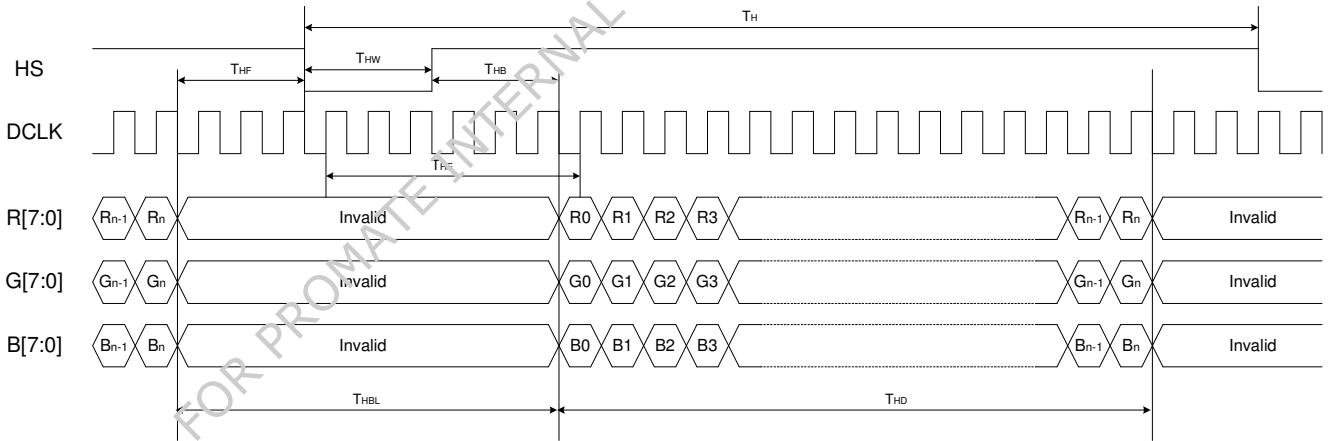 TH
HS
THF
THW
THB
DCLK
R[7:0]
Rn-1 Rn Invalid R0 R1 R2 R3 Rn-1 Rn Invalid
G[7:0]
Gn-1 Gn Invalid G0 G1 G2 G3 Gn-1 Gn Invalid
B[7:0]
Bn-1 Bn Invalid B0 B1 B2 B3 Bn-1 Bn Invalid
THBL
THD
FOR PROMATE INTERNAL